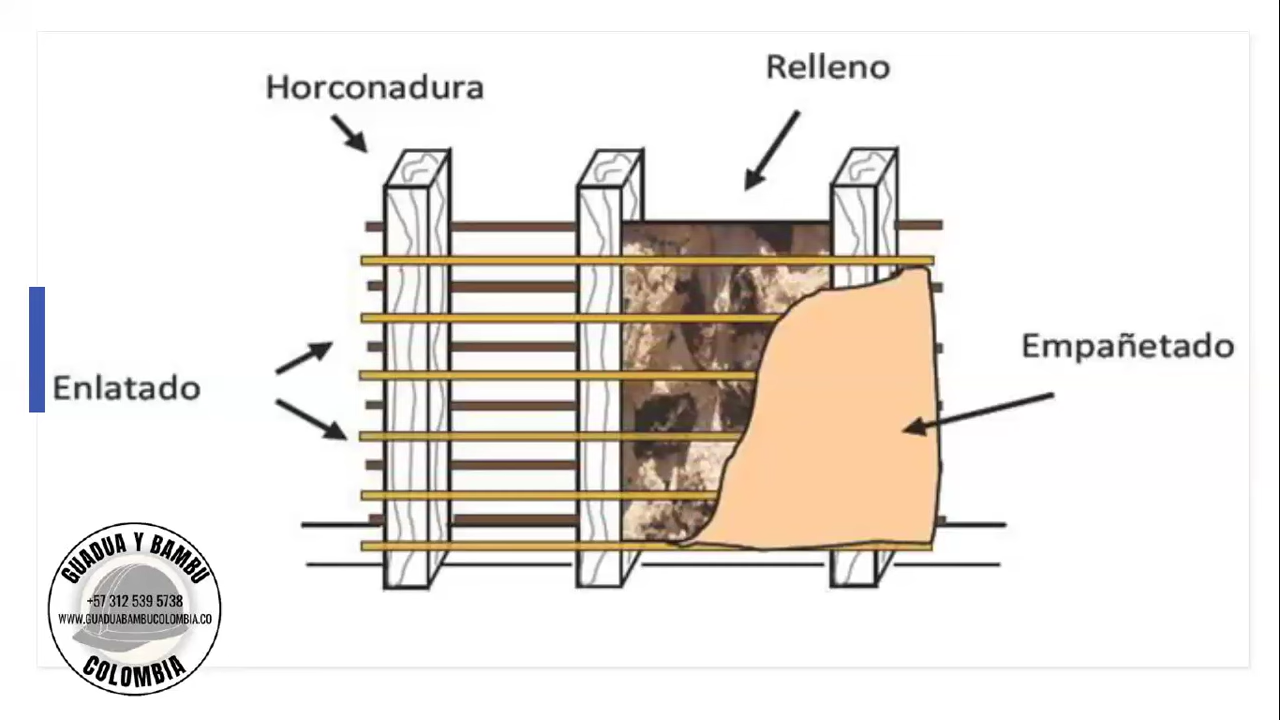 Horconadura
Relleno
Enlatado
Empañetado
GUADUA Y BAMBU
+57 312 539 5738
WWW.GUADUABAMBUCOLOMBIA.CO
COLOMBIA